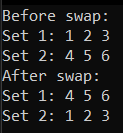 Before swap:
Set 1: 1 2 3
Set 2: 4 5 6
After swap:
Set 1: 4 5 6
Set 2: 1 2 3